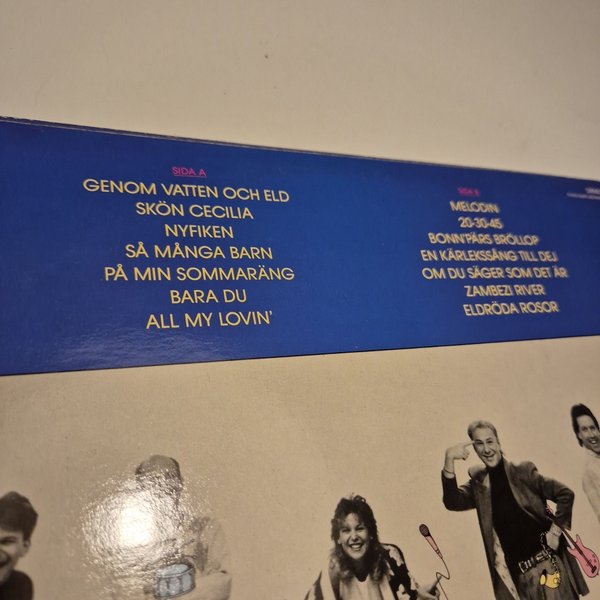 SIDA A
GENOM VATTEN OCH ELD
SKÖN CECILIA
NYFIKEN
SÅ MÅNGA BARN
PÅ MIN SOMMARÄNG
BARA DU
ALL MY LOVIN'
SIDA B
MELODIN
20-30-45
BONN'PÄRS BRÖLLOP
EN KÄRLEKSSÅNG TILL DEJ
OM DU SÄGER SOM DET ÄR
ZAMBEZI RIVER
ELDRÖDA ROSOR